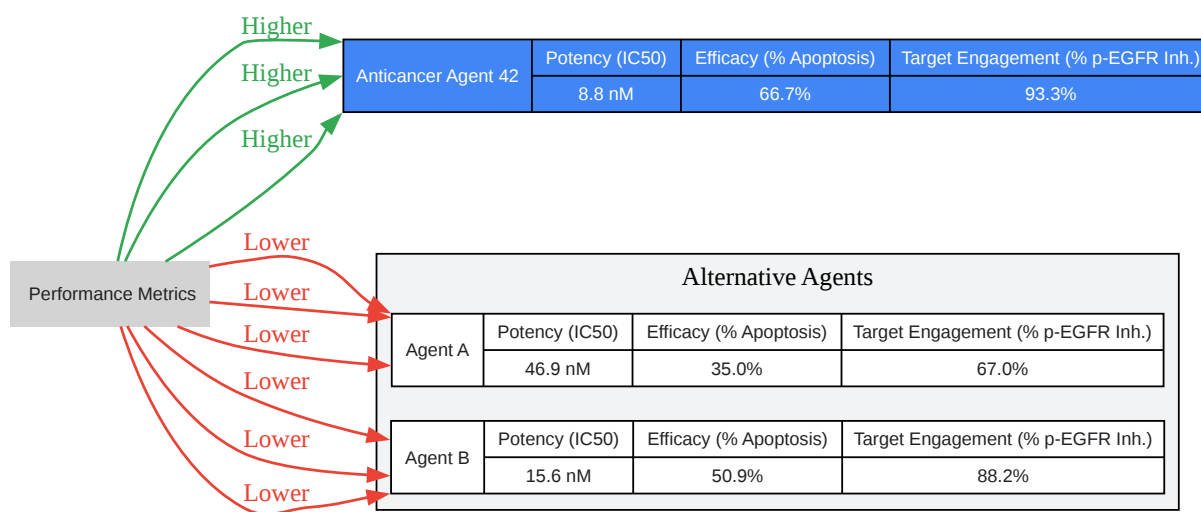 Higher
Higher
Higher
Anticancer Agent 42
Potency (IC50) Efficacy (% Apoptosis) Target Engagement (% p-EGFR Inh.)
8.8 nM 66.7% 93.3%
Performance Metrics
Lower
Lower
Lower
Lower
Lower
Lower
Alternative Agents
Agent A
Potency (IC50) Efficacy (% Apoptosis) Target Engagement (% p-EGFR Inh.)
46.9 nM 35.0% 67.0%
Agent B
Potency (IC50) Efficacy (% Apoptosis) Target Engagement (% p-EGFR Inh.)
15.6 nM 50.9% 88.2%